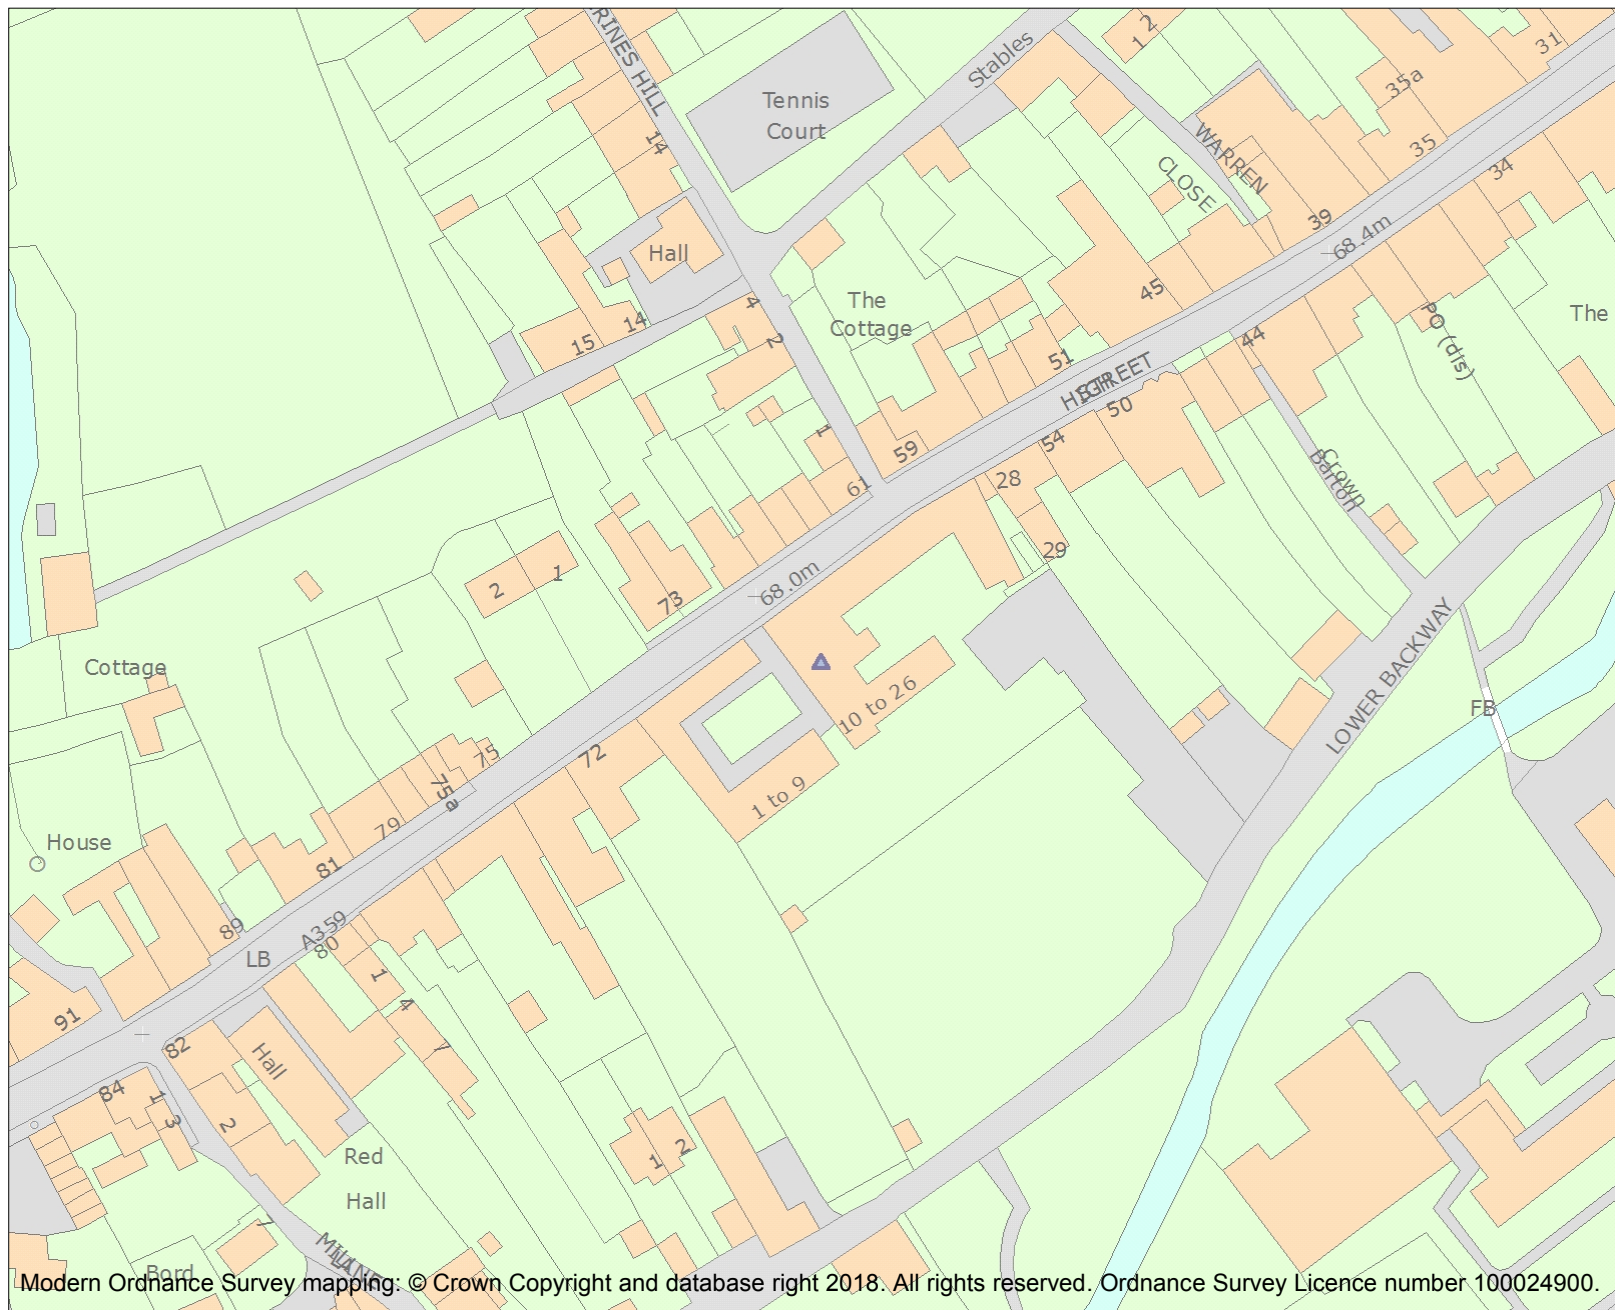 RINES HILL
Tennis
Court
Stables
1 2
31
35a
35
34
WARREN
CLOSE
14
Hall
39
68.4m
The
Cottage
45
4
2
14
15
PO (dis)
The
44
51
HIGH STREET
50
54
59
1
61
28
29
Crown
Barton
2
1
73
68.0m
LOWER BACKWAY
FB
Cottage
10 to 26
1 to 9
72
75
75a
79
81
House
89
A359
80
LB
1
4
7
91
82
Hall
84
1
3
2
Red
Hall
1
2
7
MILL LANE
Bord
Modern Ordnance Survey mapping: © Crown Copyright and database right 2018. All rights reserved. Ordnance Survey Licence number 100024900.